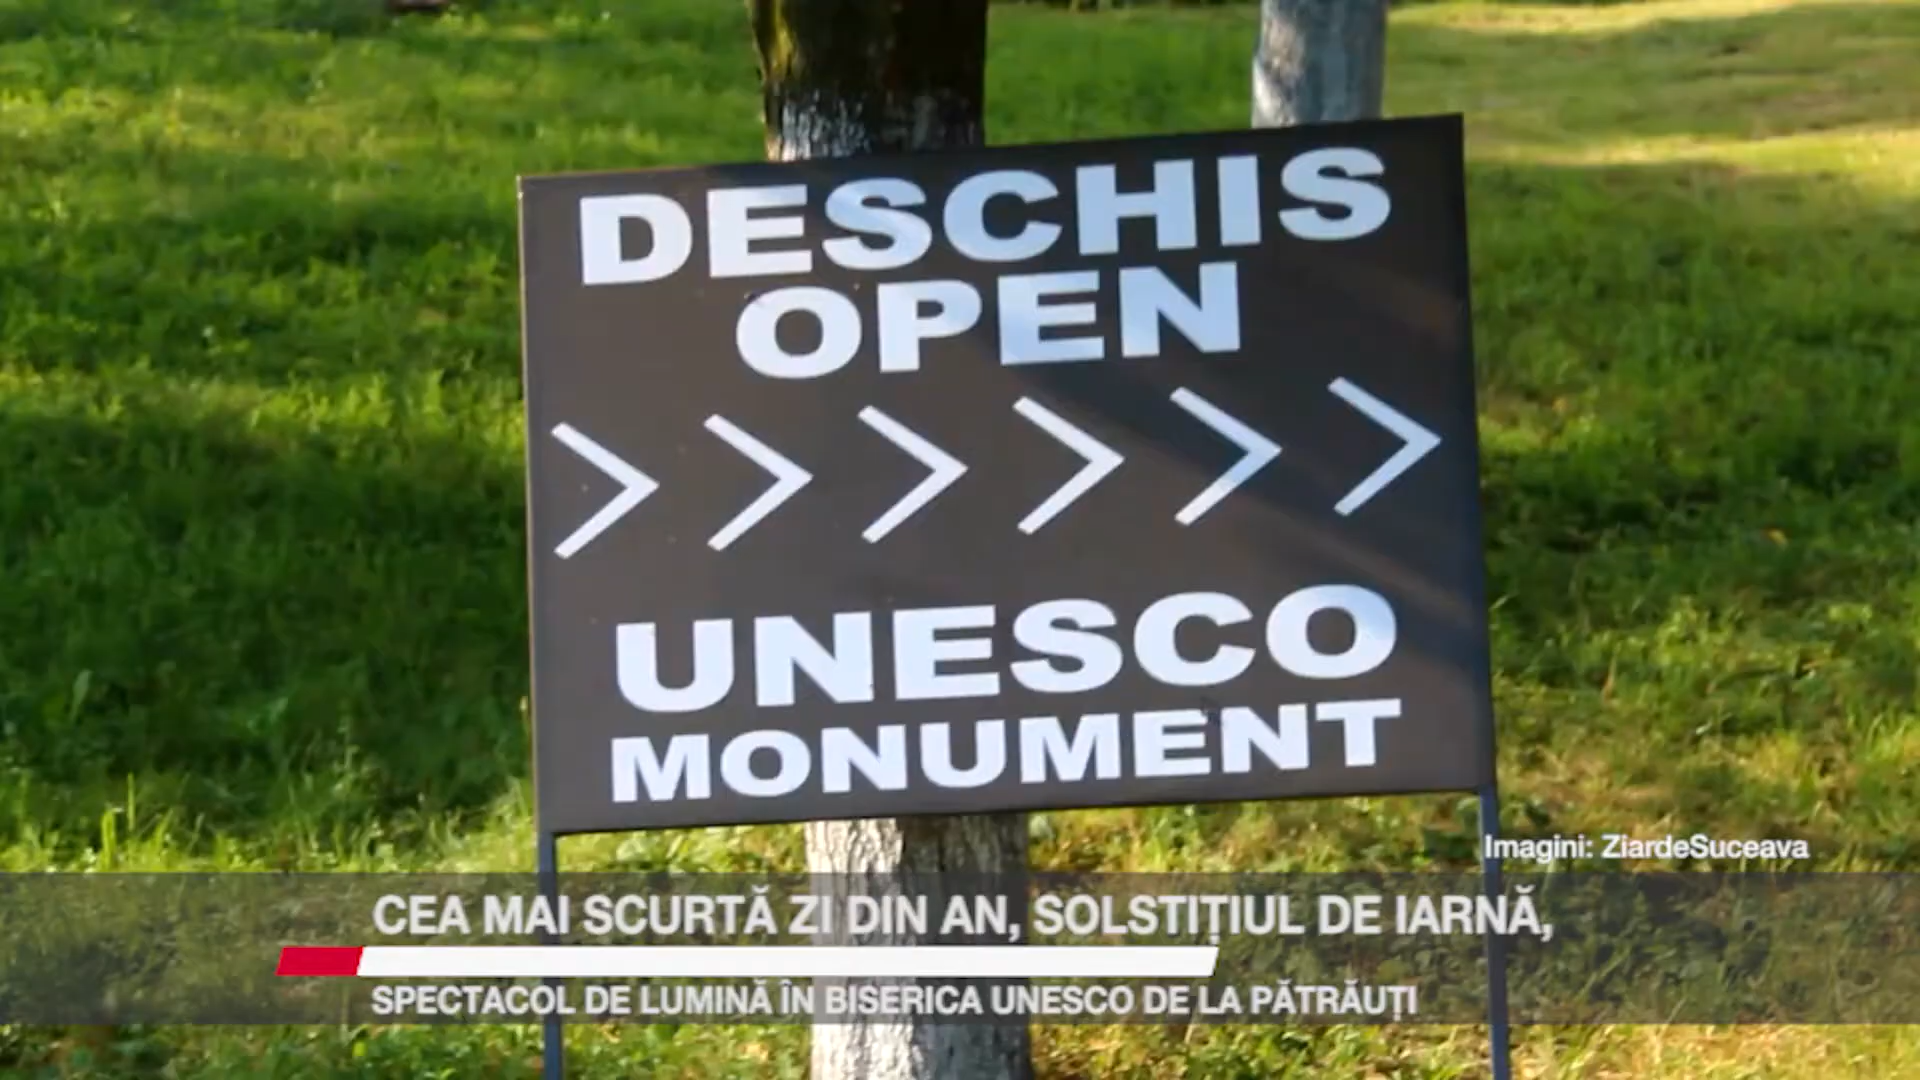 DESCHIS
OPEN
UNESCO
MONUMENT
Imagini: ZiardeSuceava
CEA MAI SCURTĂ ZI DIN AN, SOLSTIȚIUL DE IARNĂ,
SPECTACOL DE LUMINĂ ÎN BISERICA UNESCO DE LA PĂTRĂUȚI